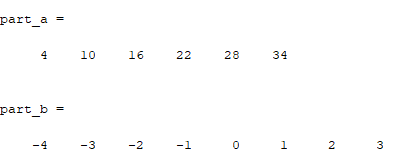 part_a =
4 10 16 22 28 34
part_b =
-4 -3 -2 -1 0 1 2 3